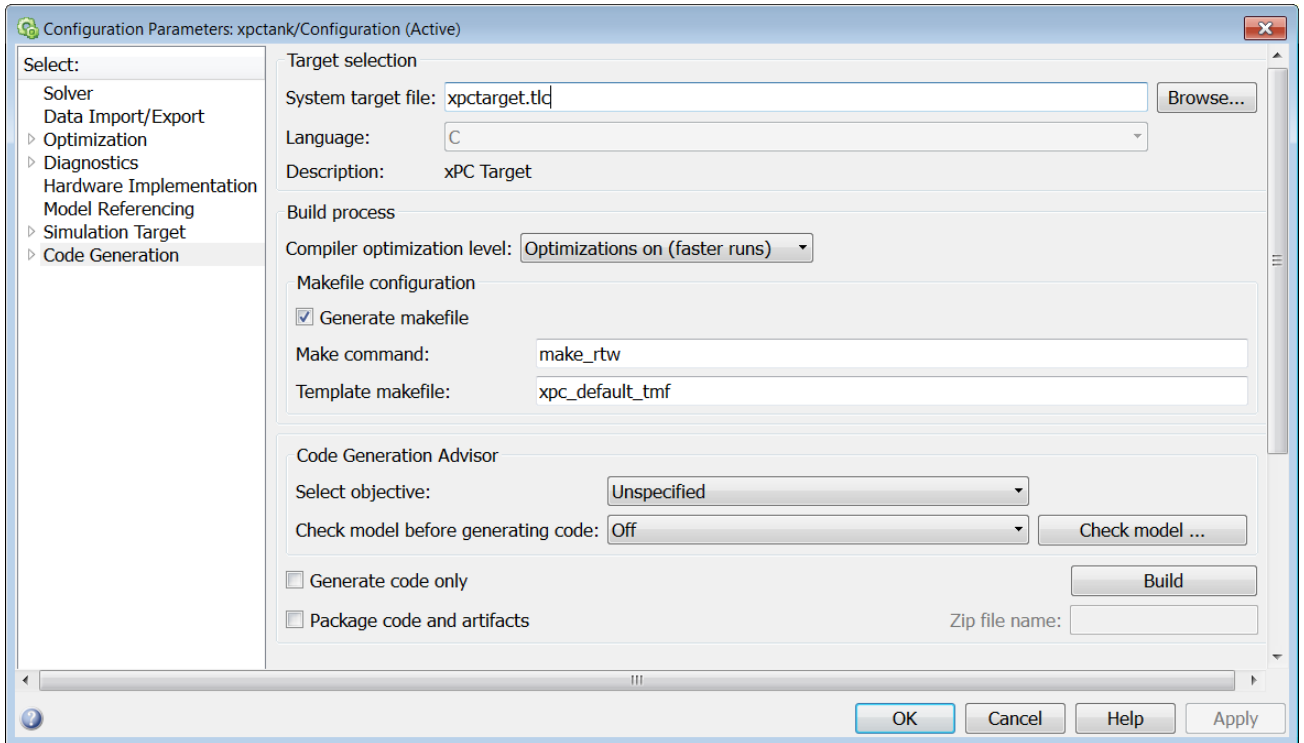 Configuration Parameters: xpctank/Configuration (Active)
Select:
Solver
Data Import/Export
Optimization
Diagnostics
Hardware Implementation
Model Referencing
Simulation Target
Code Generation
Target selection
System target file: xpctarget.tlc Browse...
Language: C
Description: xPC Target
Build process
Compiler optimization level: Optimizations on (faster runs)
Makefile configuration
Generate makefile
Make command: make_rtw
Template makefile: xpc_default_tmf
Code Generation Advisor
Select objective: Unspecified
Check model before generating code: Off Check model ...
Generate code only Build
Package code and artifacts Zip file name:
OK Cancel Help Apply